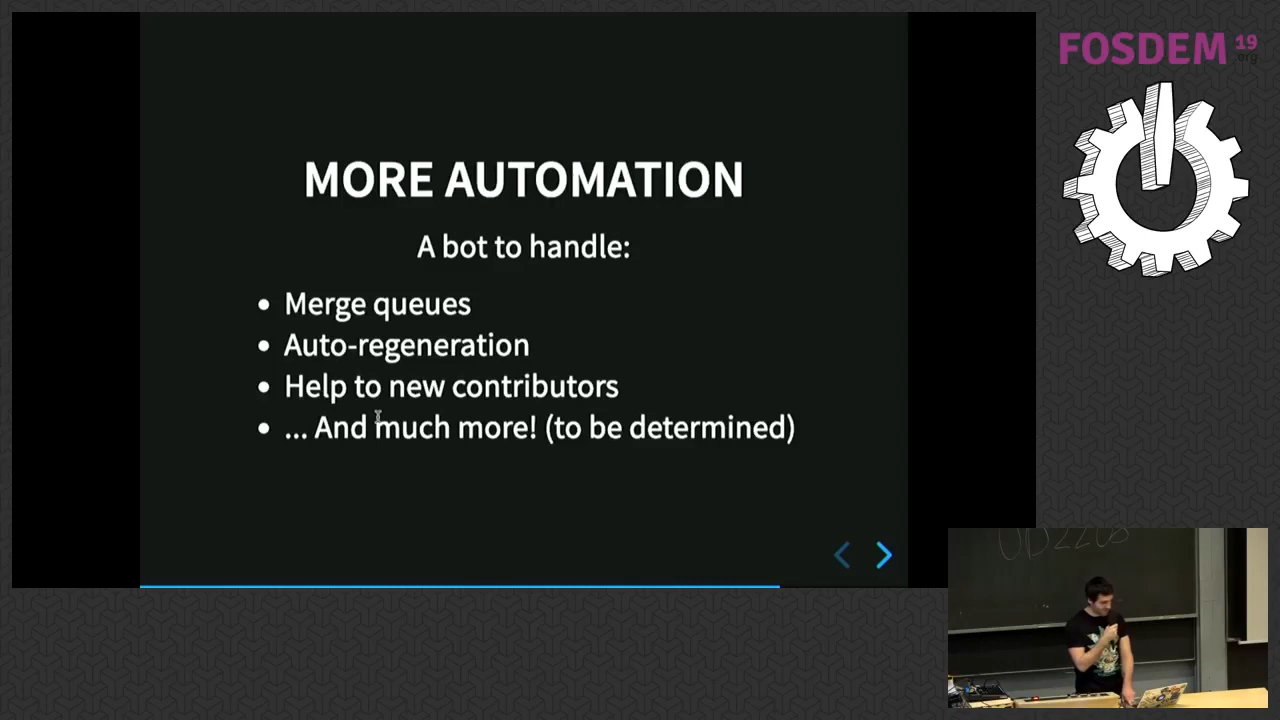 FOSDEM 19
.org
MORE AUTOMATION
A bot to handle:
• Merge queues
• Auto-regeneration
• Help to new contributors
• ... And much more! (to be determined)
UD2208